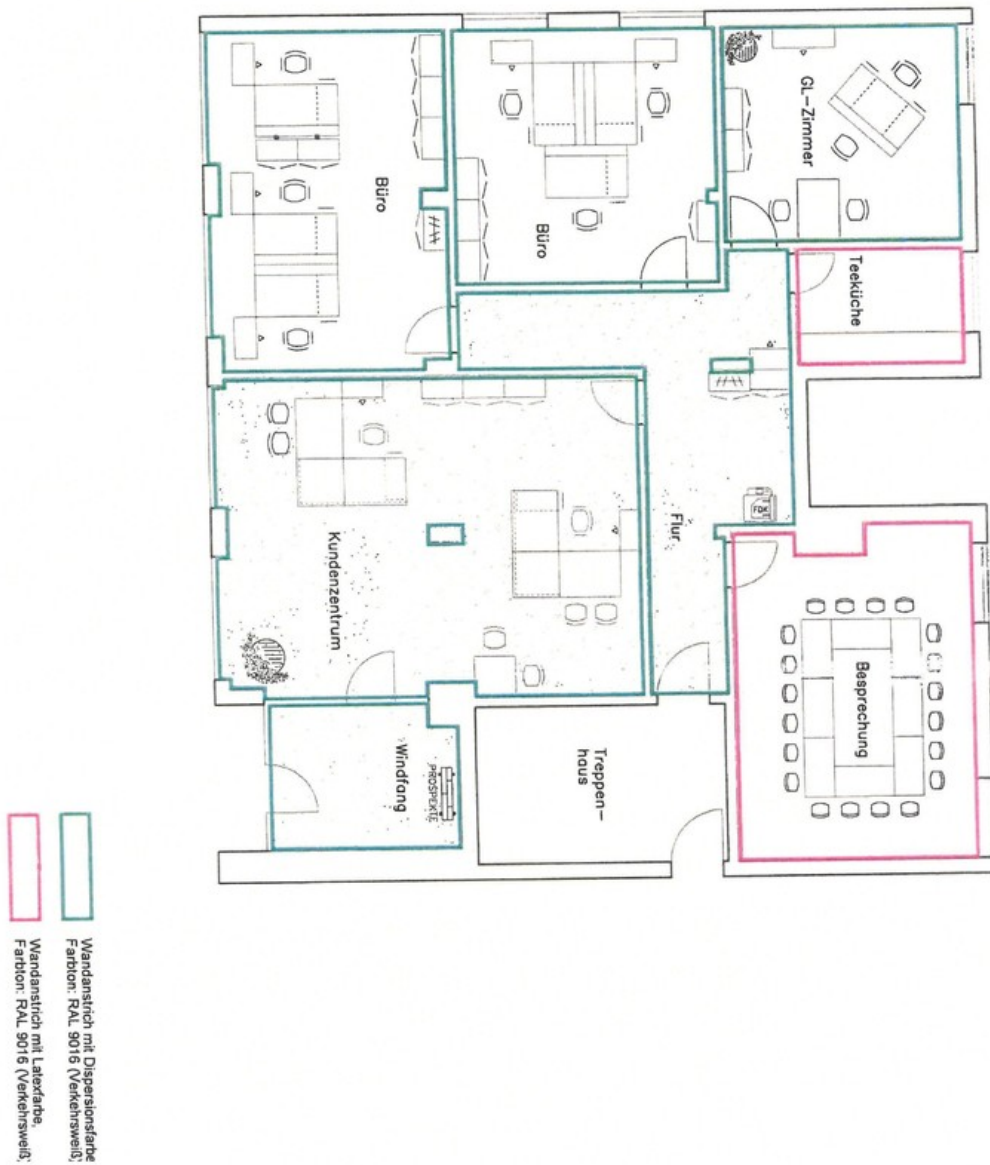 GL-Zimmer
Büro
Büro
Teeküche
Flur
FDK
Kundenzentrum
Besprechung
Windfang
PROSPEKTE
Treppen-
haus
Wandanstrich mit Dispersionsfarbe
Farbton: RAL 9016 (Verkehrsweiß;
Wandanstrich mit Latexfarbe,
Farbton: RAL 9016 (Verkehrsweiß;